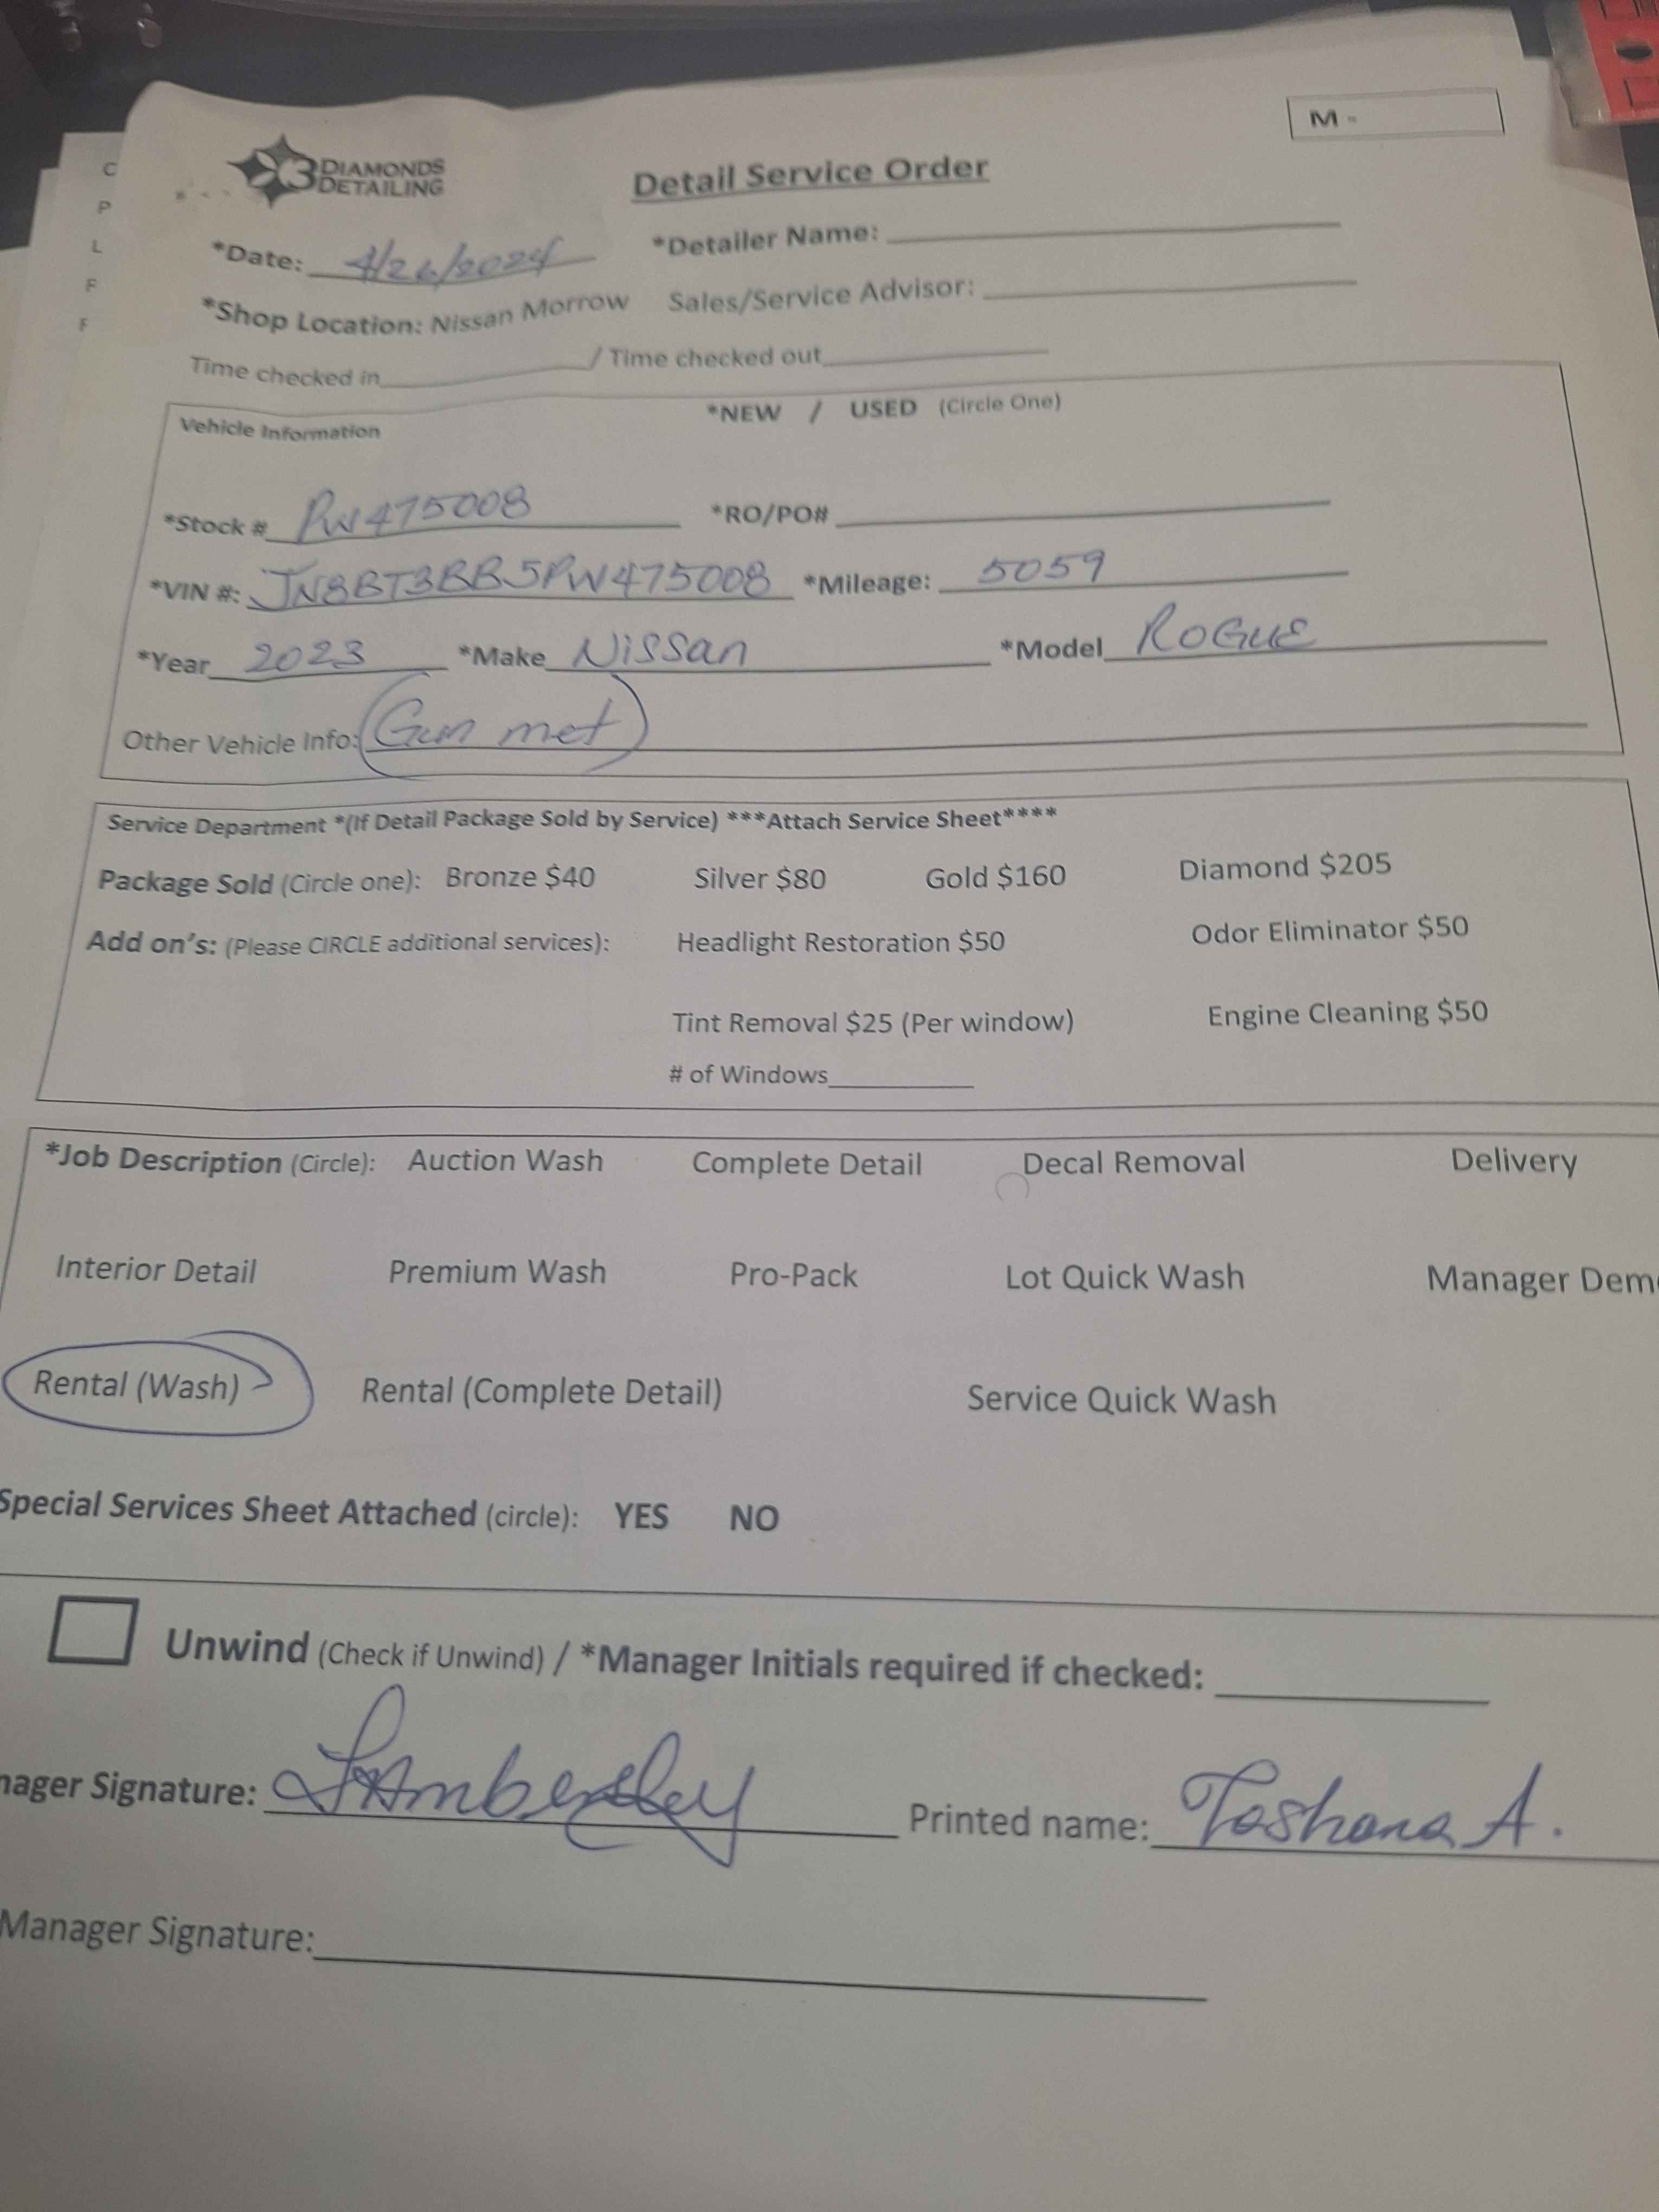 M -
3 DIAMONDS
DETAILING
Detail Service Order
C
P
L
F
F
*Date: 4/26/2024 *Detailer Name:
*Shop Location: Nissan Morrow Sales/Service Advisor:
Time checked in / Time checked out
Vehicle Information *NEW / USED (Circle One)
*Stock # PW475008 *RO/PO#
*VIN #: JN8BT3BB5PW475008 *Mileage: 5059
*Year 2023 *Make Nissan *Model ROGUE
Other Vehicle Info: (Gun met)
Service Department *(If Detail Package Sold by Service) ***Attach Service Sheet****
Package Sold (Circle one): Bronze $40 Silver $80 Gold $160 Diamond $205
Add on's: (Please CIRCLE additional services): Headlight Restoration $50 Odor Eliminator $50
Tint Removal $25 (Per window) Engine Cleaning $50
# of Windows
*Job Description (Circle): Auction Wash Complete Detail Decal Removal Delivery
Interior Detail Premium Wash Pro-Pack Lot Quick Wash Manager Dem
Rental (Wash) Rental (Complete Detail) Service Quick Wash
Special Services Sheet Attached (circle): YES NO
Unwind (Check if Unwind) / *Manager Initials required if checked:
nager Signature: Printed name: Toshana A.
Manager Signature: